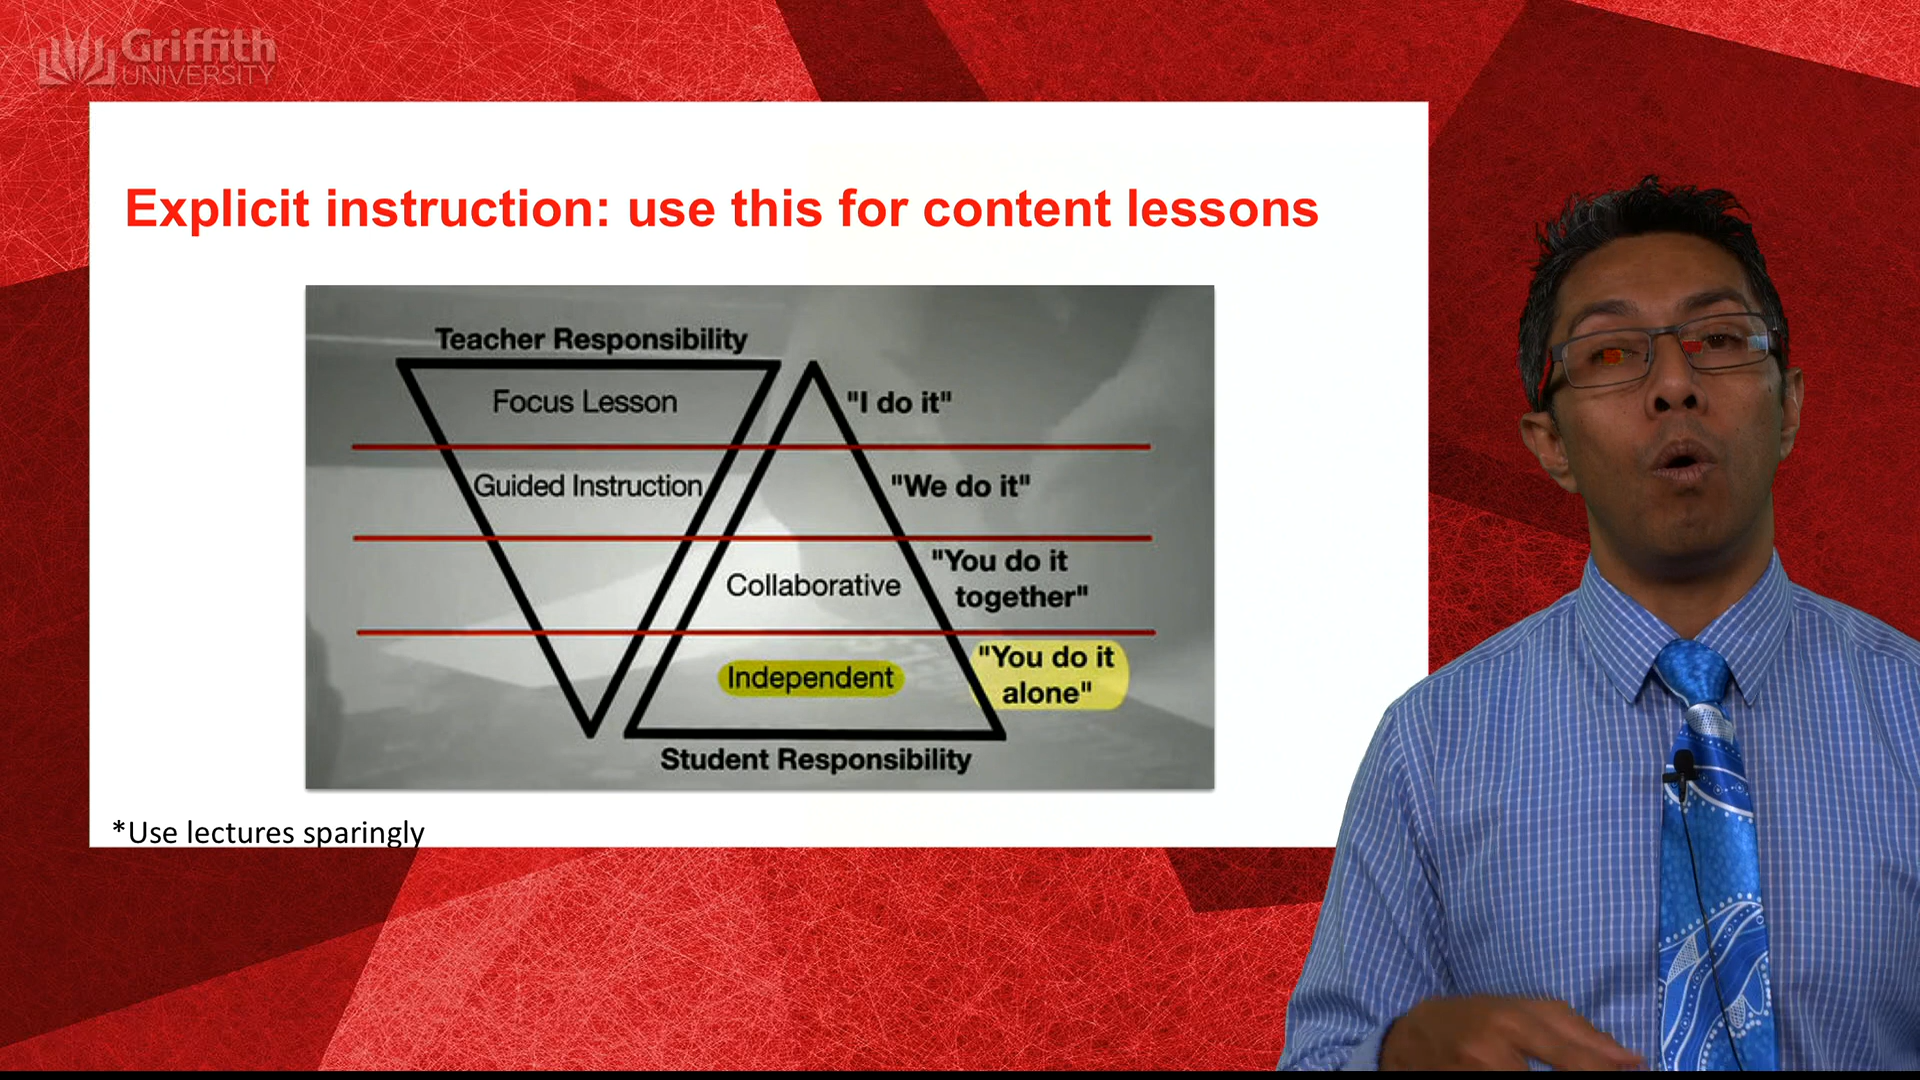 Griffith
UNIVERSITY
Explicit instruction: use this for content lessons
Teacher Responsibility
Focus Lesson
"I do it"
Guided Instruction
"We do it"
Collaborative
"You do it
together"
Independent
"You do it
alone"
Student Responsibility
*Use lectures sparingly